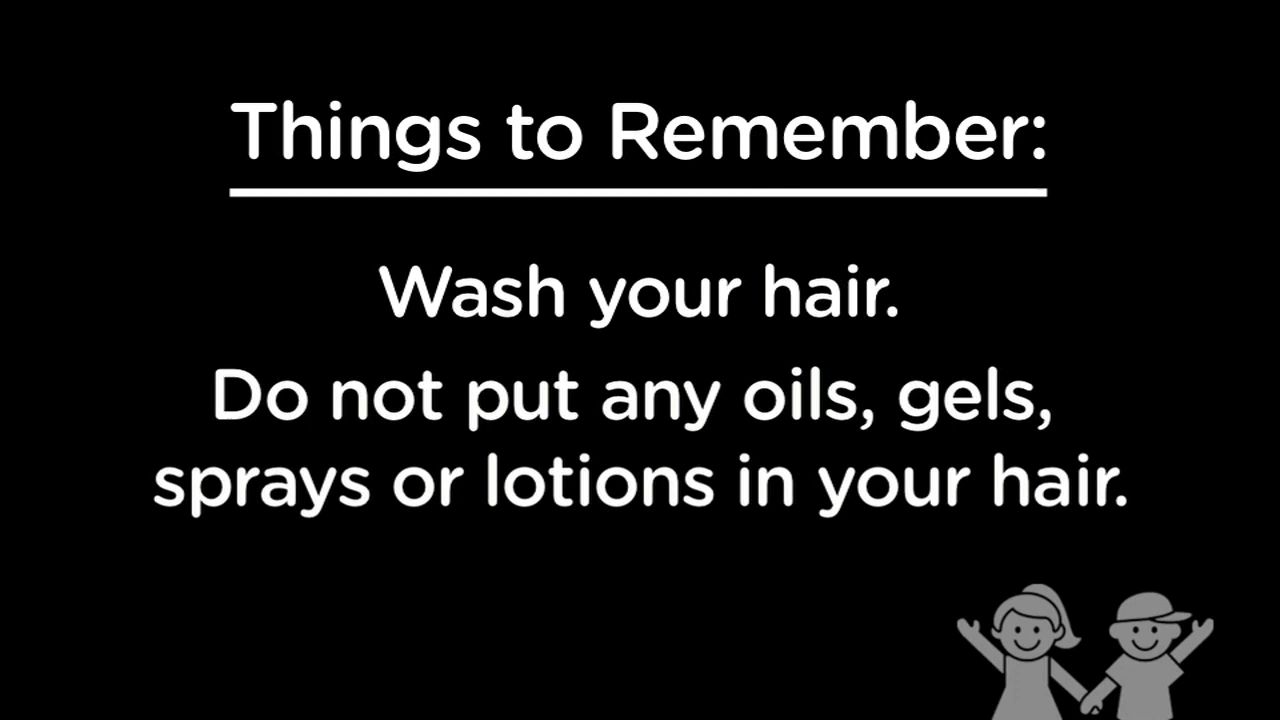 Things to Remember:
Wash your hair.
Do not put any oils, gels,
sprays or lotions in your hair.